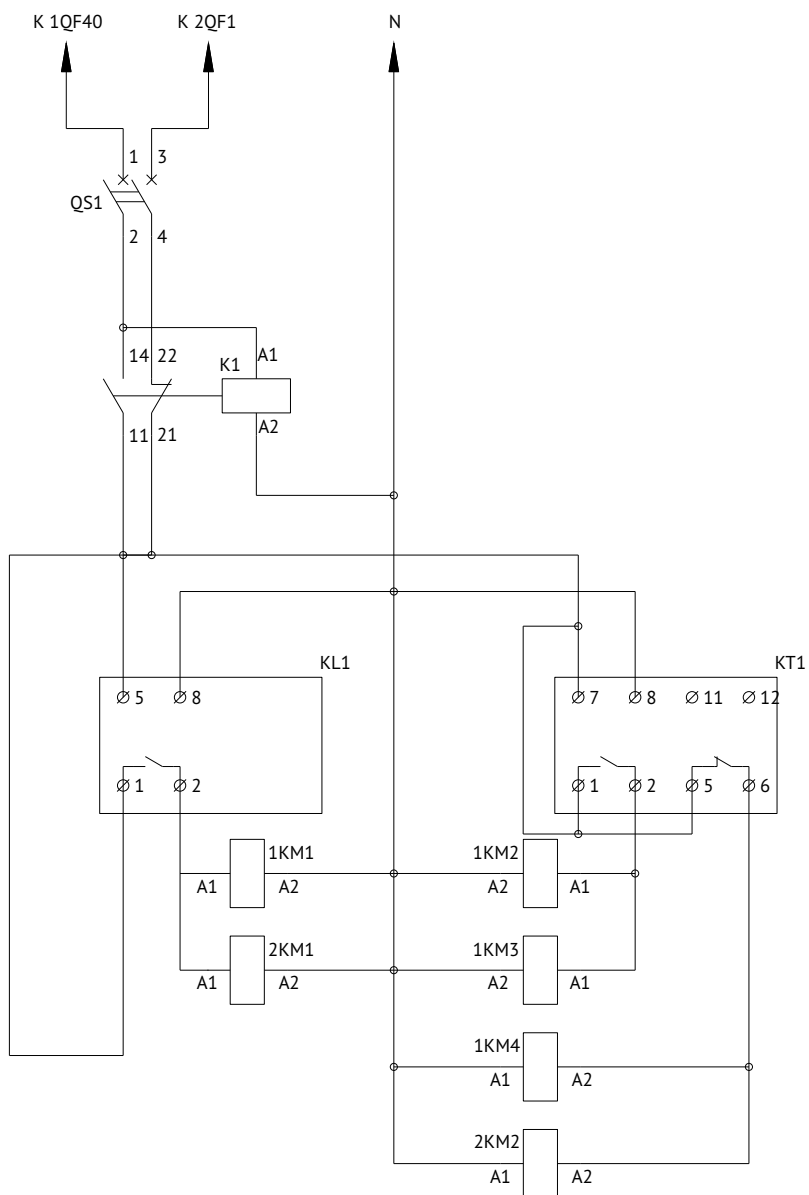 К 1QF40 К 2QF1 N
1 3
QS1
2 4
14 22 K1 A1
11 21 A2
KL1 KT1
5 8 7 8 11 12
1 2 1 2 5 6
1KM1 1KM2
A1 A2 A2 A1
2KM1 1KM3
A1 A2 A2 A1
1KM4
A1 A2
2KM2
A1 A2